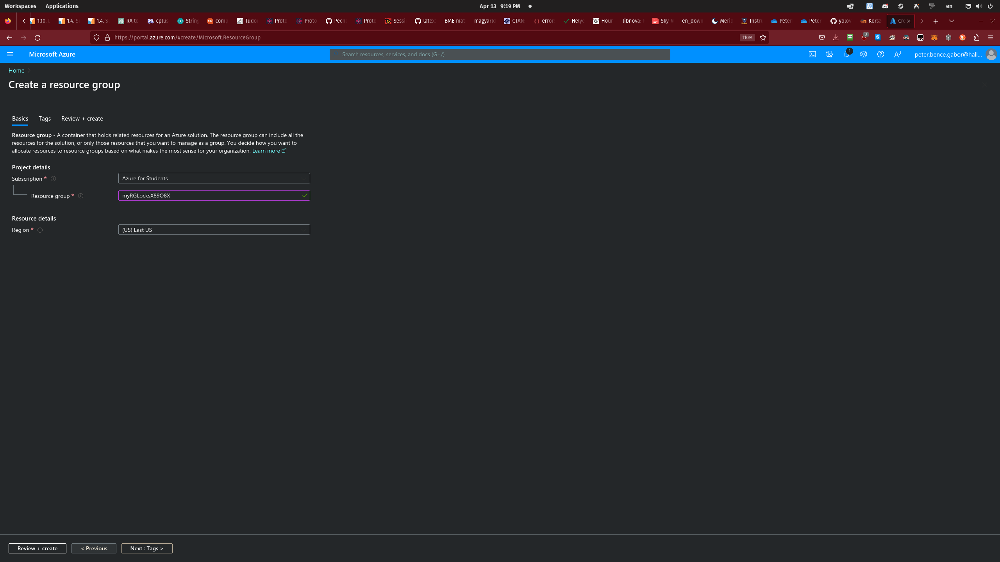 Workspaces Applications Apr 13 9:19 PM en
1.10. 1.4. 1.4. RA to cplus String comp Tudo Proto Proto Pecne Proto Sessi latex BME mat magyarld CTAN errors Helye Hour libnova: Sky-W en_down Merid Instru Peter Peter yolov Korsz Cre
https://portal.azure.com/#create/Microsoft.ResourceGroup 110% 3
Microsoft Azure Search resources, services, and docs (G+/) 1 peter.bence.gabor@hall...
Home
Create a resource group
Basics Tags Review + create
Resource group - A container that holds related resources for an Azure solution. The resource group can include all the
resources for the solution, or only those resources that you want to manage as a group. You decide how you want to
allocate resources to resource groups based on what makes the most sense for your organization. Learn more
Project details
Subscription * Azure for Students
Resource group * myRGLocksX89O8X
Resource details
Region * (US) East US
Review + create < Previous Next : Tags >